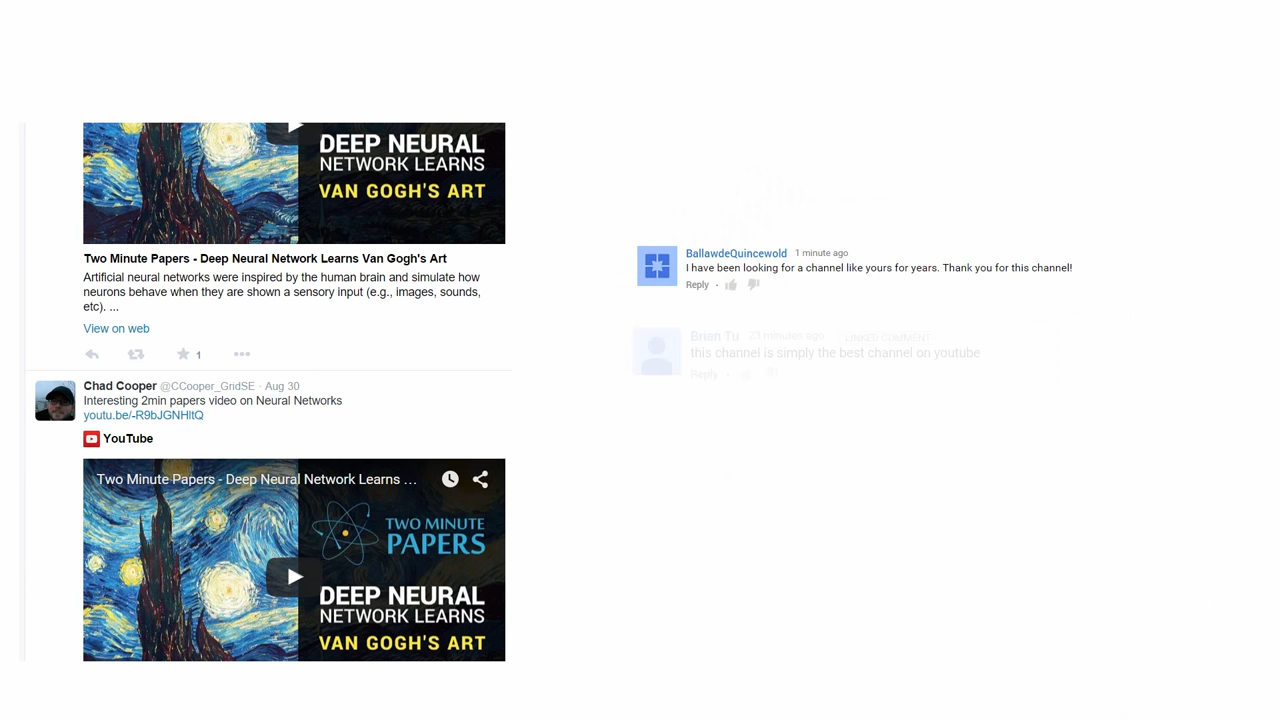 DEEP NEURAL
NETWORK LEARNS
VAN GOGH'S ART
Two Minute Papers - Deep Neural Network Learns Van Gogh's Art
Artificial neural networks were inspired by the human brain and simulate how
neurons behave when they are shown a sensory input (e.g., images, sounds,
etc). ...
View on web
1
Chad Cooper @CCooper_GridSE · Aug 30
Interesting 2min papers video on Neural Networks
youtu.be/-R9bJGNHltQ
YouTube
Two Minute Papers - Deep Neural Network Learns ...
TWO MINUTE
PAPERS
DEEP NEURAL
NETWORK LEARNS
VAN GOGH'S ART
BallawdeQuincewold 1 minute ago
I have been looking for a channel like yours for years. Thank you for this channel!
Reply ·
Brian Tu 23 minutes ago LINKED COMMENT
this channel is simply the best channel on youtube
Reply ·